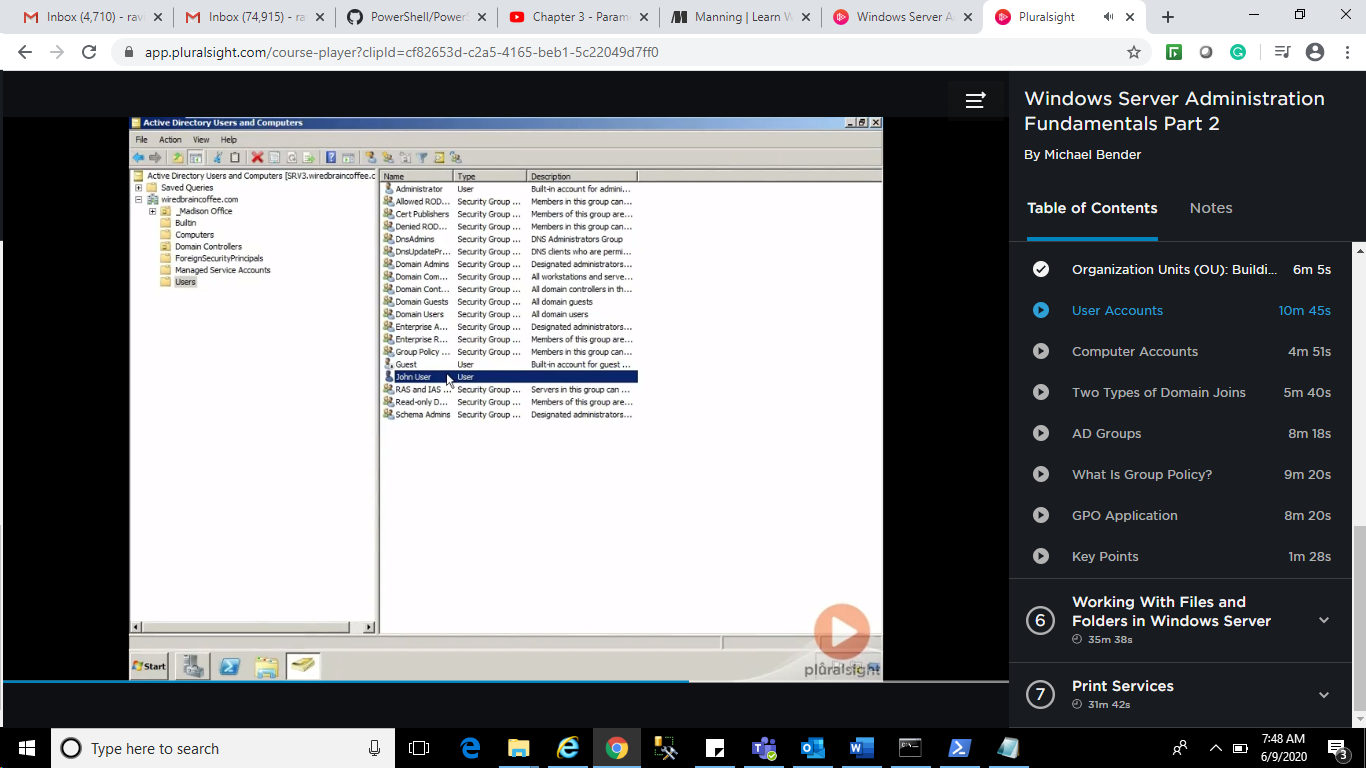 Inbox (4,710) - rav
Inbox (74,915) - ra
PowerShell/Power
Chapter 3 - Param
Manning | Learn W
Windows Server A
Pluralsight
app.pluralsight.com/course-player?clipId=cf82653d-c2a5-4165-beb1-5c22049d7ff0
Active Directory Users and Computers
File Action View Help
Active Directory Users and Computers [SRV3.wiredbraincoffee.c
Saved Queries
wiredbraincoffee.com
_Madison Office
Builtin
Computers
Domain Controllers
ForeignSecurityPrincipals
Managed Service Accounts
Users
Name Type Description
Administrator User Built-in account for admini...
Allowed ROD... Security Group ... Members in this group can...
Cert Publishers Security Group ... Members of this group are...
Denied ROD... Security Group ... Members in this group can...
DnsAdmins Security Group ... DNS Administrators Group
DnsUpdatePr... Security Group ... DNS clients who are permi...
Domain Admins Security Group ... Designated administrators...
Domain Com... Security Group ... All workstations and serve...
Domain Cont... Security Group ... All domain controllers in th...
Domain Guests Security Group ... All domain guests
Domain Users Security Group ... All domain users
Enterprise A... Security Group ... Designated administrators...
Enterprise R... Security Group ... Members of this group are...
Group Policy ... Security Group ... Members in this group can...
Guest User Built-in account for guest ...
John User User
RAS and IAS ... Security Group ... Servers in this group can ...
Read-only D... Security Group ... Members of this group are...
Schema Admins Security Group ... Designated administrators...
Start
pluralsight
Windows Server Administration
Fundamentals Part 2
By Michael Bender
Table of Contents Notes
Organization Units (OU): Buildi... 6m 5s
User Accounts 10m 45s
Computer Accounts 4m 51s
Two Types of Domain Joins 5m 40s
AD Groups 8m 18s
What Is Group Policy? 9m 20s
GPO Application 8m 20s
Key Points 1m 28s
6 Working With Files and
Folders in Windows Server
35m 38s
7 Print Services
31m 42s
Type here to search
7:48 AM
6/9/2020
3